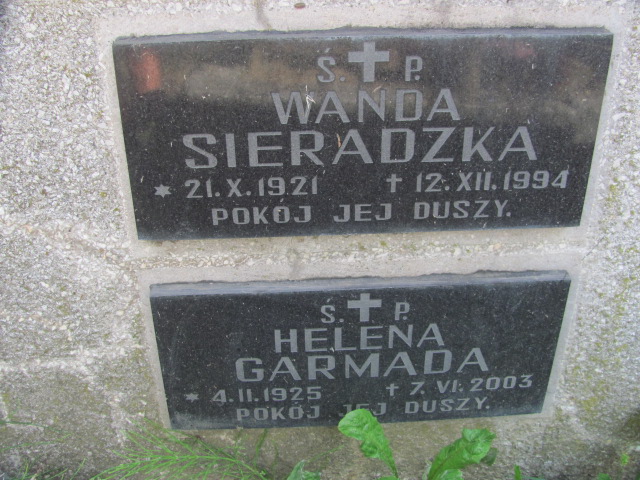 Ś. ✝ P.
WANDA
SIERADZKA
* 21.X.1921 ✝ 12.XII.1994
POKÓJ JEJ DUSZY.
Ś. ✝ P.
HELENA
GARMADA
* 4.II.1925 ✝ 7.VI.2003
POKÓJ JEJ DUSZY.